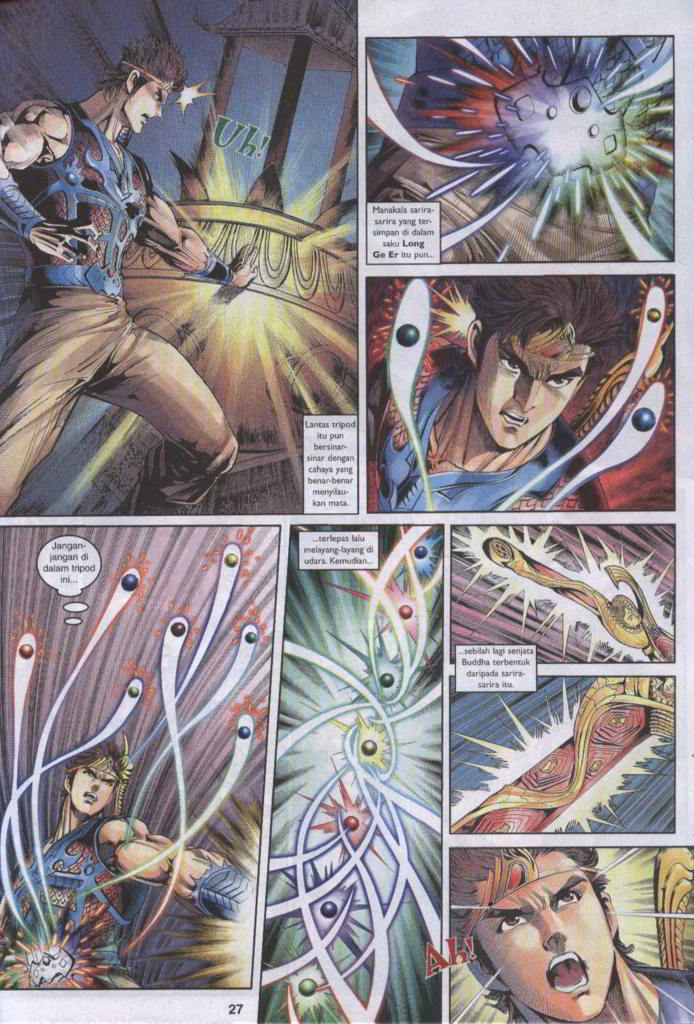 Uh!
Lantas tripod
itu pun
bersinar-
sinar dengan
cahaya yang
benar-benar
menyilau-
kan mata.
Manakala sarira-
sarira yang ter-
simpan di dalam
saku Long
Ge Er itu pun...
Jangan-
jangan di
dalam tripod
ini...
...terlepas lalu
melayang-layang di
udara. Kemudian...
...sebilah lagi senjata
Buddha terbentuk
daripada sarira-
sarira itu.
Ah!
27